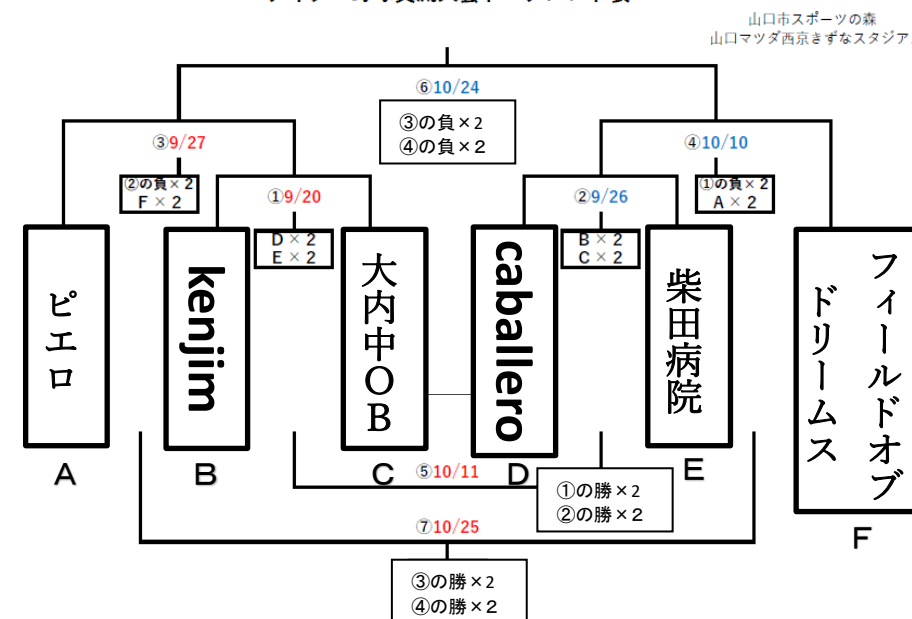 山口市スポーツの森
山口マツダ西京きずなスタジア
⑥10/24
③の負×2
④の負×2
③9/27
④10/10
②の負×2
F×2
①9/20
②9/26
①の負×2
A×2
D×2
E×2
B×2
C×2
ピエロ
kenjim
大内中OB
caballero
柴田病院
フィールドオブ
ドリームス
A
B
C
⑤10/11
D
E
F
①の勝×2
②の勝×2
⑦10/25
③の勝×2
④の勝×2